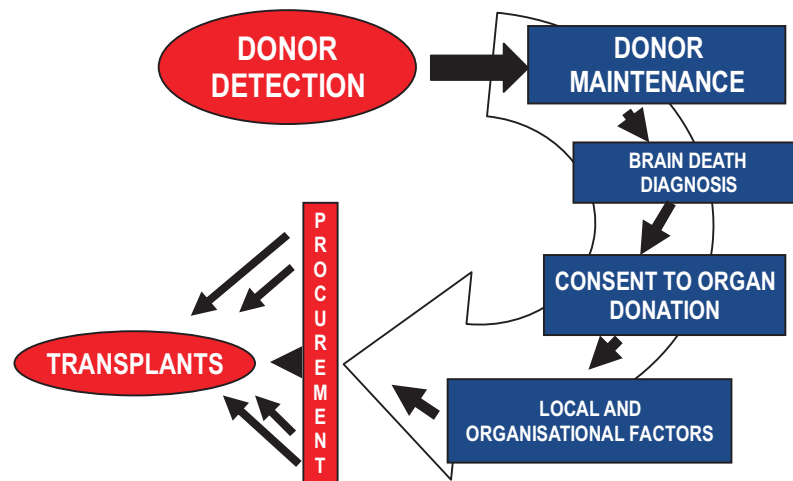 DONOR
DETECTION
DONOR
MAINTENANCE
BRAIN DEATH
DIAGNOSIS
CONSENT TO ORGAN
DONATION
LOCAL AND
ORGANISATIONAL FACTORS
PROCUREMENT
TRANSPLANTS